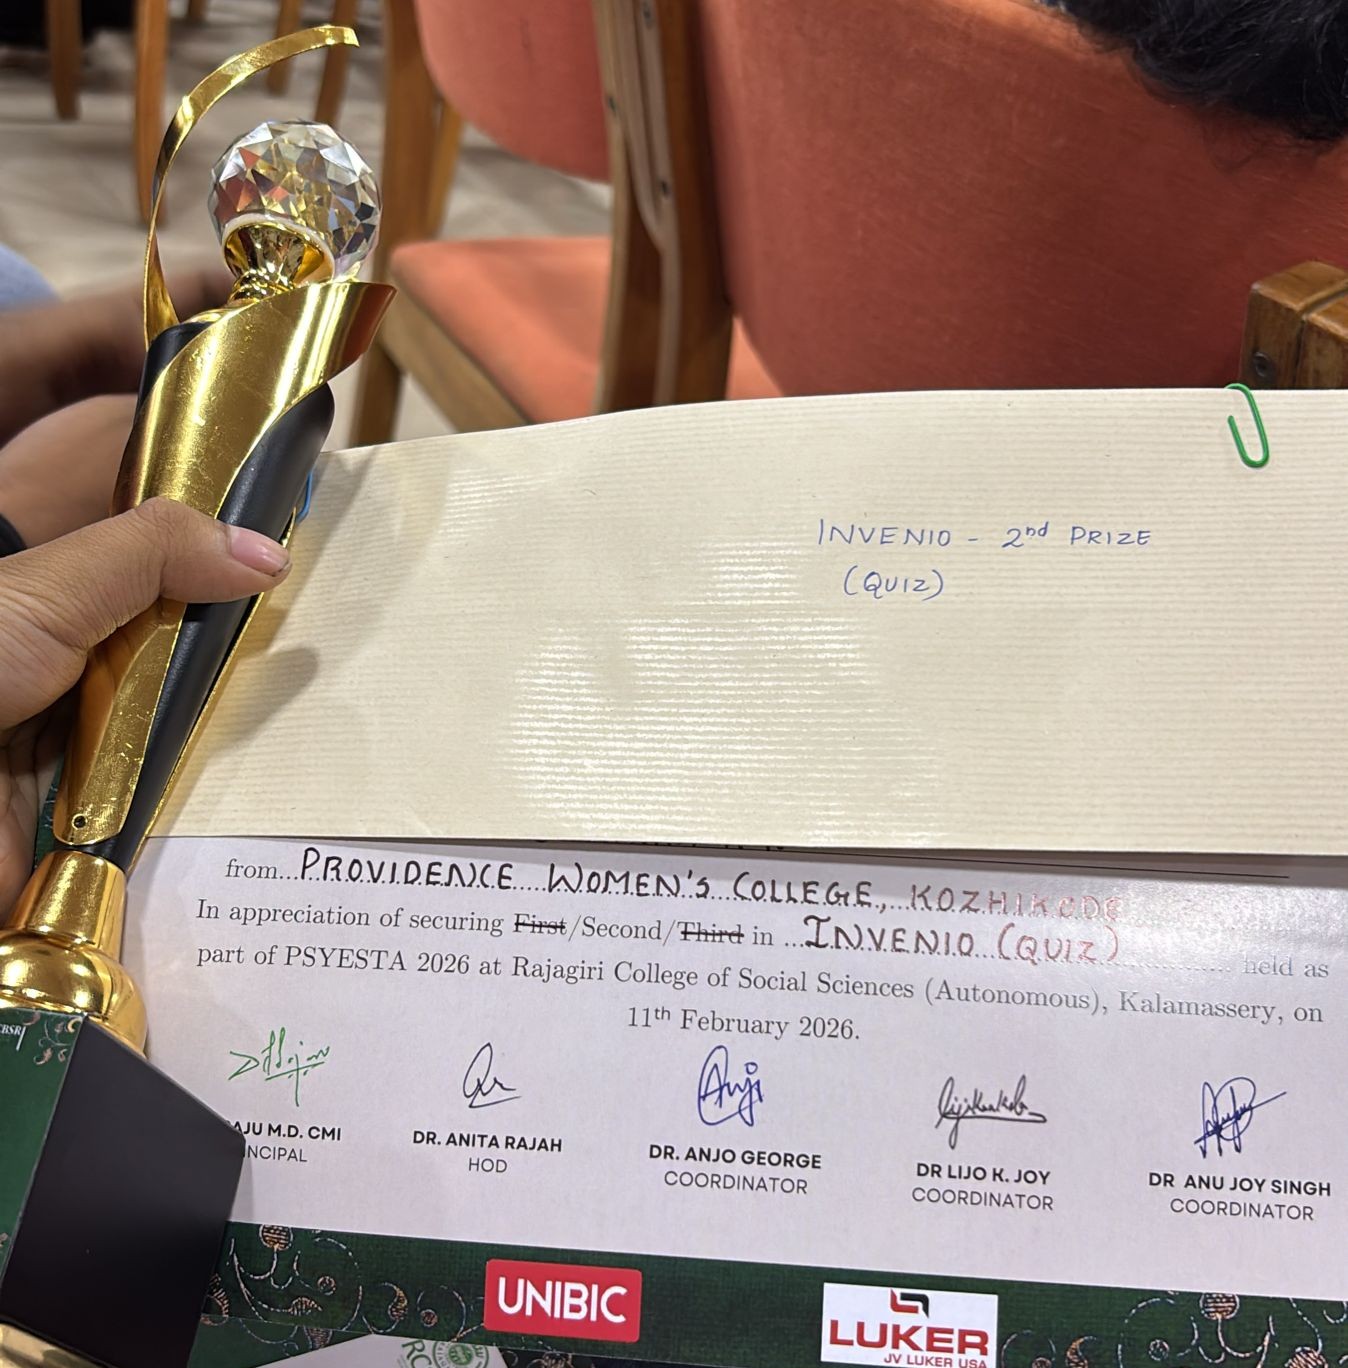 INVENIO - 2nd PRIZE
(QUIZ)
from...PROVIDENCE WOMEN'S COLLEGE, KOZHIKODE
In appreciation of securing First/Second/Third in ...INVENIO (QUIZ) held as
part of PSYESTA 2026 at Rajagiri College of Social Sciences (Autonomous), Kalamassery, on
11th February 2026.
M.D. CMI
DR. ANITA RAJAH
HOD
DR. ANJO GEORGE
COORDINATOR
DR LIJO K. JOY
COORDINATOR
DR ANU JOY SINGH
COORDINATOR
UNIBIC
LUKER
JV LUKER USA